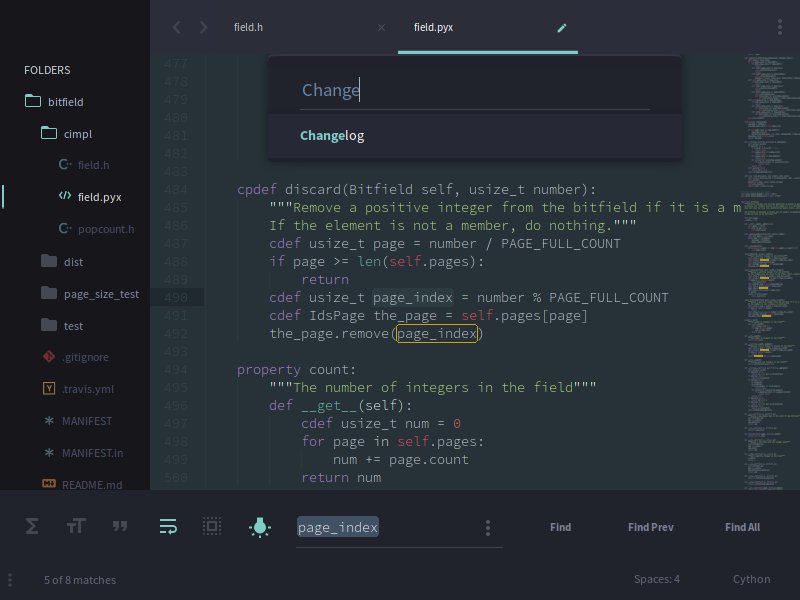 field.h
field.pyx
FOLDERS
bitfield
cimpl
field.h
field.pyx
popcount.h
dist
page_size_test
test
.gitignore
.travis.yml
MANIFEST
MANIFEST.in
README.md
Change
Changelog
477
478
479
480
481
482
483
484 cpdef discard(Bitfield self, usize_t number):
485 """Remove a positive integer from the bitfield if it is a m
486 If the element is not a member, do nothing."""
487 cdef usize_t page = number / PAGE_FULL_COUNT
488 if page >= len(self.pages):
489 return
490 cdef usize_t page_index = number % PAGE_FULL_COUNT
491 cdef IdsPage the_page = self.pages[page]
492 the_page.remove(page_index)
493
494 property count:
495 """The number of integers in the field"""
496 def __get__(self):
497 cdef usize_t num = 0
498 for page in self.pages:
499 num += page.count
500 return num
page_index
Find
Find Prev
Find All
5 of 8 matches
Spaces: 4
Cython